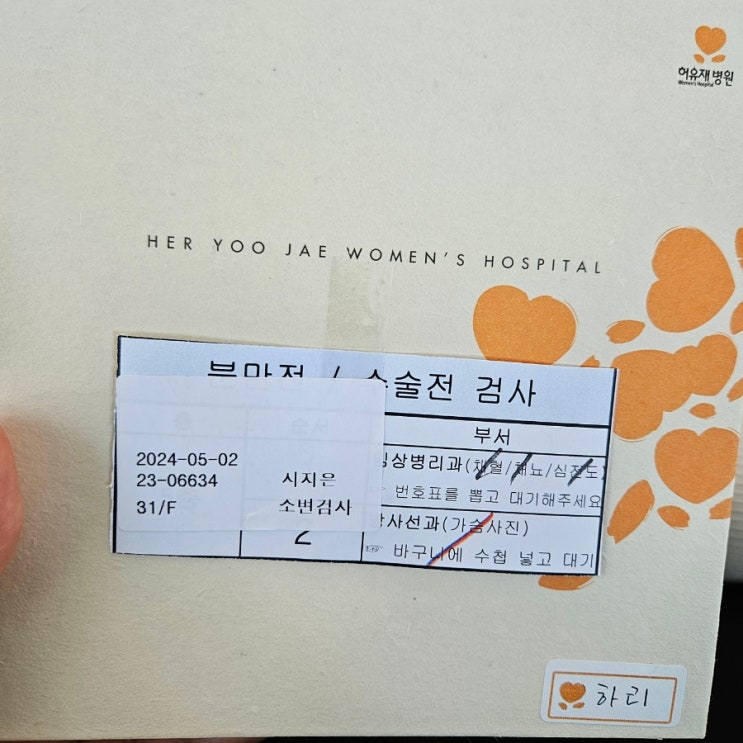 허유재병원
Women's Hospital
HER YOO JAE WOMEN'S HOSPITAL
분만전 / 수술전 검사
부서
2024-05-02
23-06634 시지은
31/F 소변검사
임상병리과(채혈/채뇨/심전도)
번호표를 뽑고 대기해주세요
2
방사선과(가슴사진)
☞ 바구니에 수첩 넣고 대기
하리